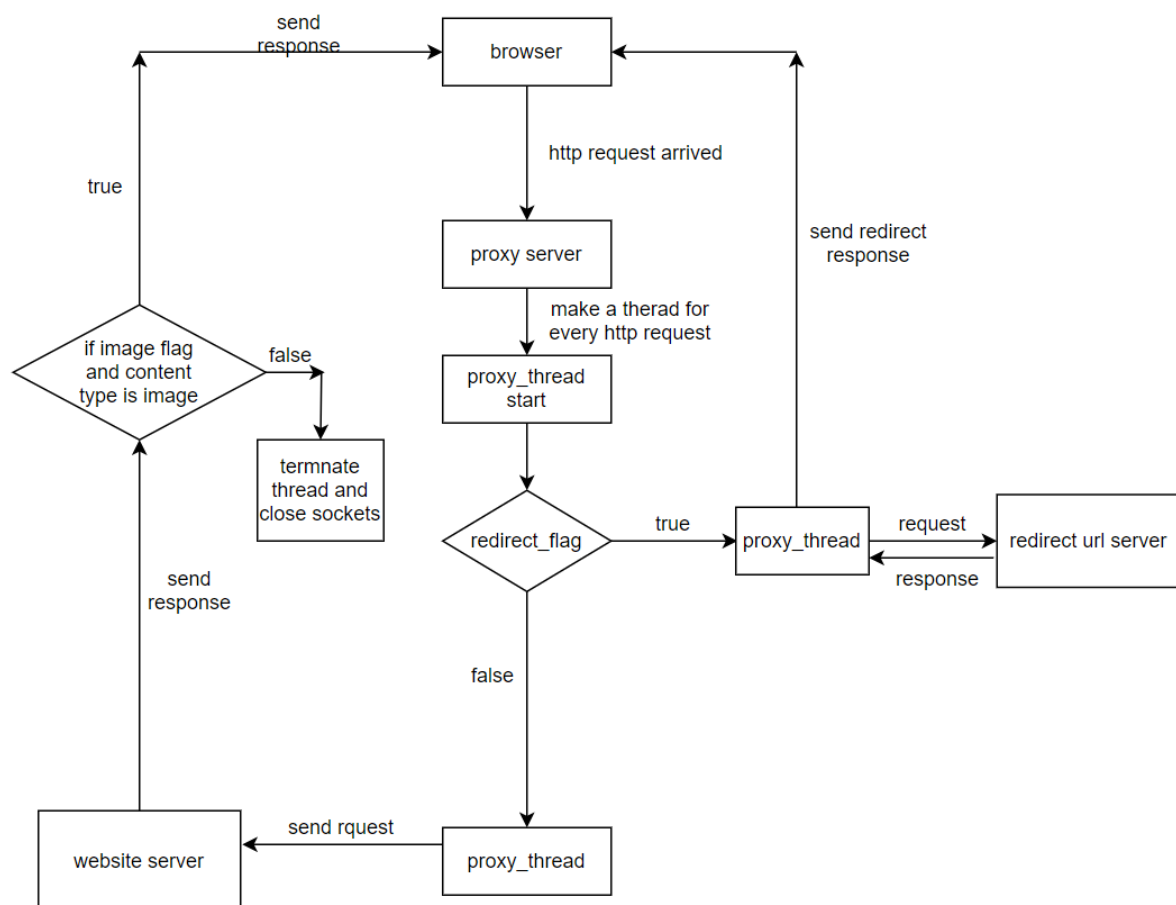 send
response
browser
http request arrived
true
proxy server
send redirect
response
make a therad for
every http request
if image flag
and content
type is image
false
proxy_thread
start
termnate
thread and
close sockets
redirect_flag
true
proxy_thread
request
response
redirect url server
send
response
false
send rquest
website server
proxy_thread